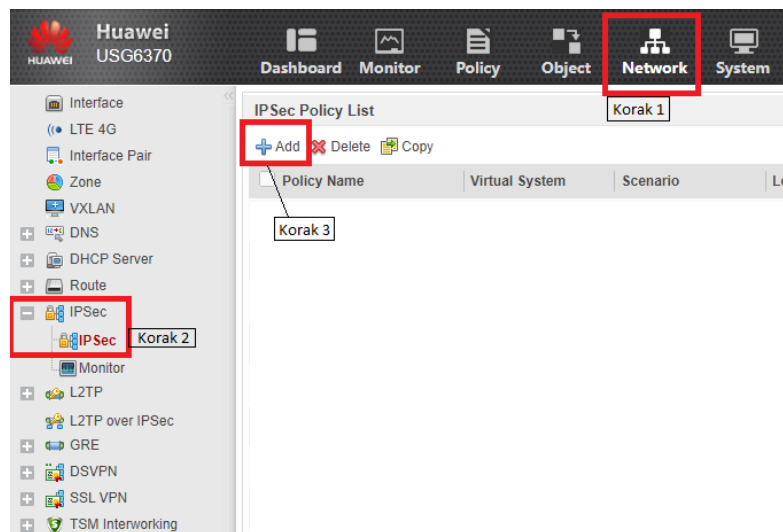 Huawei
HUAWEI
USG6370
Dashboard Monitor Policy Object Network System
Korak 1
Interface
LTE 4G
Interface Pair
Zone
VXLAN
DNS
DHCP Server
Route
IPSec
IPSec
Korak 2
Monitor
L2TP
L2TP over IPSec
GRE
DSVPN
SSL VPN
TSM Interworking
IPSec Policy List
Add Delete Copy
Policy Name Virtual System Scenario
Korak 3